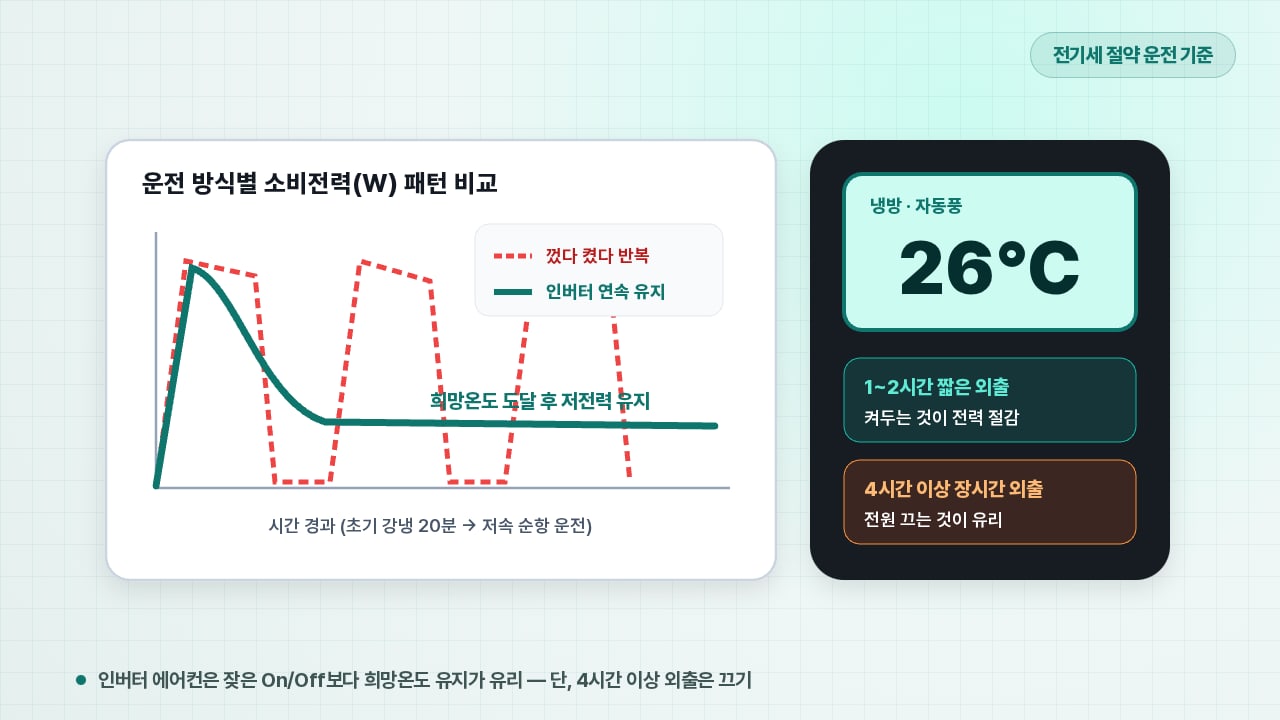 전기세 절약 운전 기준
운전 방식별 소비전력(W) 패턴 비교
껐다 켰다 반복
인버터 연속 유지
희망온도 도달 후 저전력 유지
시간 경과 (초기 강냉 20분 → 저속 순항 운전)
냉방 · 자동풍
26°C
1~2시간 짧은 외출
켜두는 것이 전력 절감
4시간 이상 장시간 외출
전원 끄는 것이 유리
인버터 에어컨은 잦은 On/Off보다 희망온도 유지가 유리 — 단, 4시간 이상 외출은 끄기